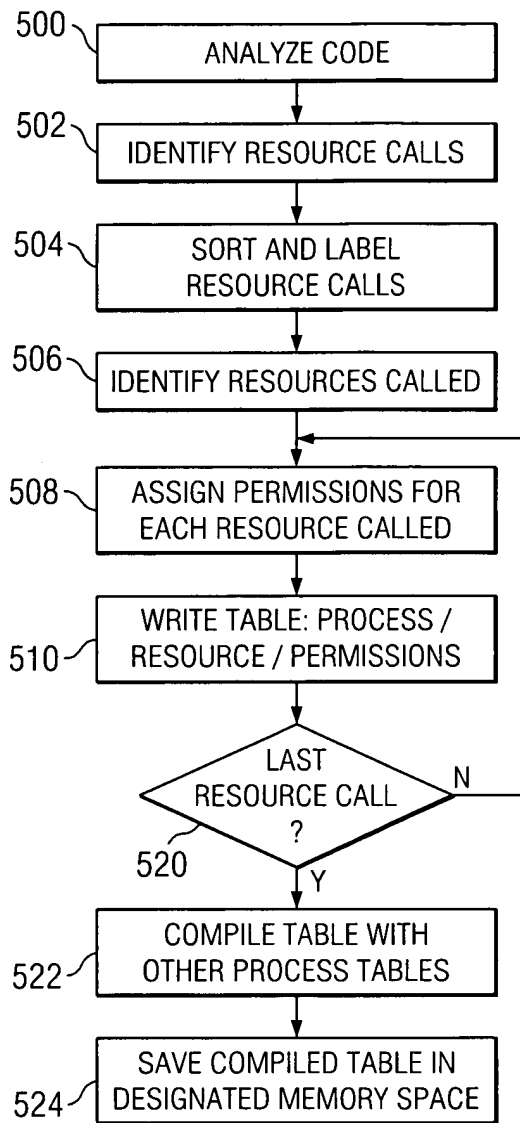 500
ANALYZE CODE
502
IDENTIFY RESOURCE CALLS
504
SORT AND LABEL
RESOURCE CALLS
506
IDENTIFY RESOURCES CALLED
508
ASSIGN PERMISSIONS FOR
EACH RESOURCE CALLED
510
WRITE TABLE: PROCESS /
RESOURCE / PERMISSIONS
LAST
RESOURCE CALL
?
N
520
Y
522
COMPILE TABLE WITH
OTHER PROCESS TABLES
524
SAVE COMPILED TABLE IN
DESIGNATED MEMORY SPACE